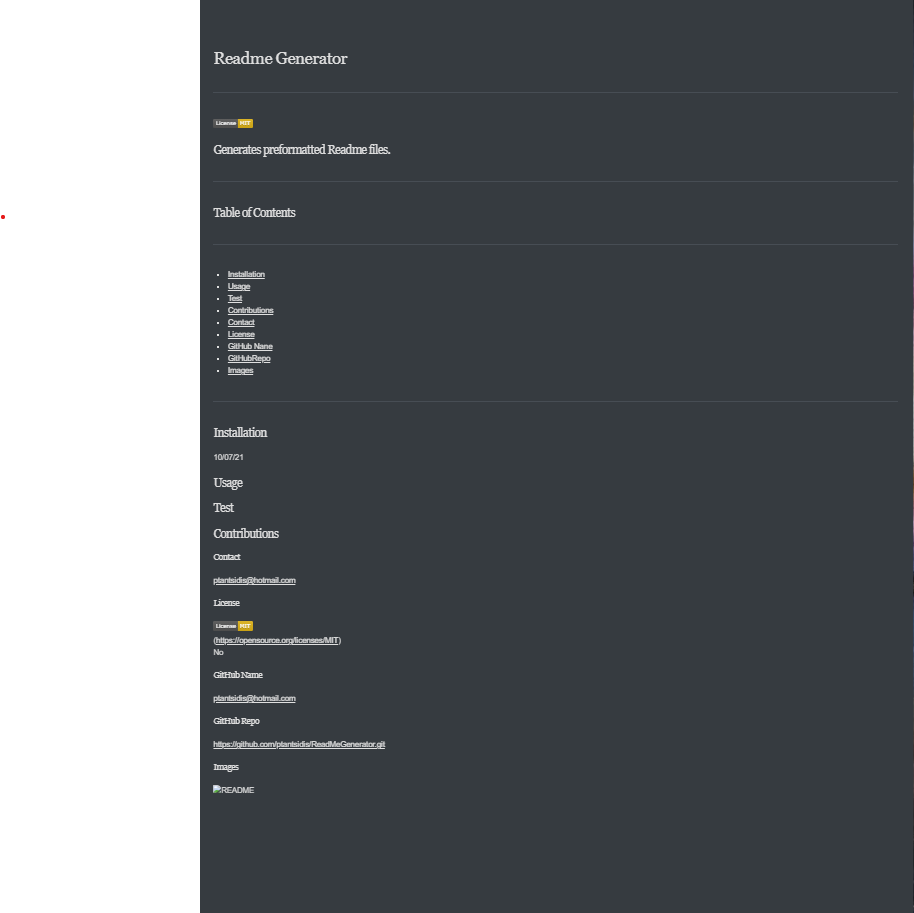 Readme Generator
License MIT
Generates preformatted Readme files.
Table of Contents
Installation
Usage
Test
Contributions
Contact
License
GitHub Nane
GitHubRepo
Images
Installation
10/07/21
Usage
Test
Contributions
Contact
ptantsidis@hotmail.com
License
License MIT
(https://opensource.org/licenses/MIT)
No
GitHub Name
ptantsidis@hotmail.com
GitHub Repo
https://github.com/ptantsidis/ReadMeGenerator.git
Images
README